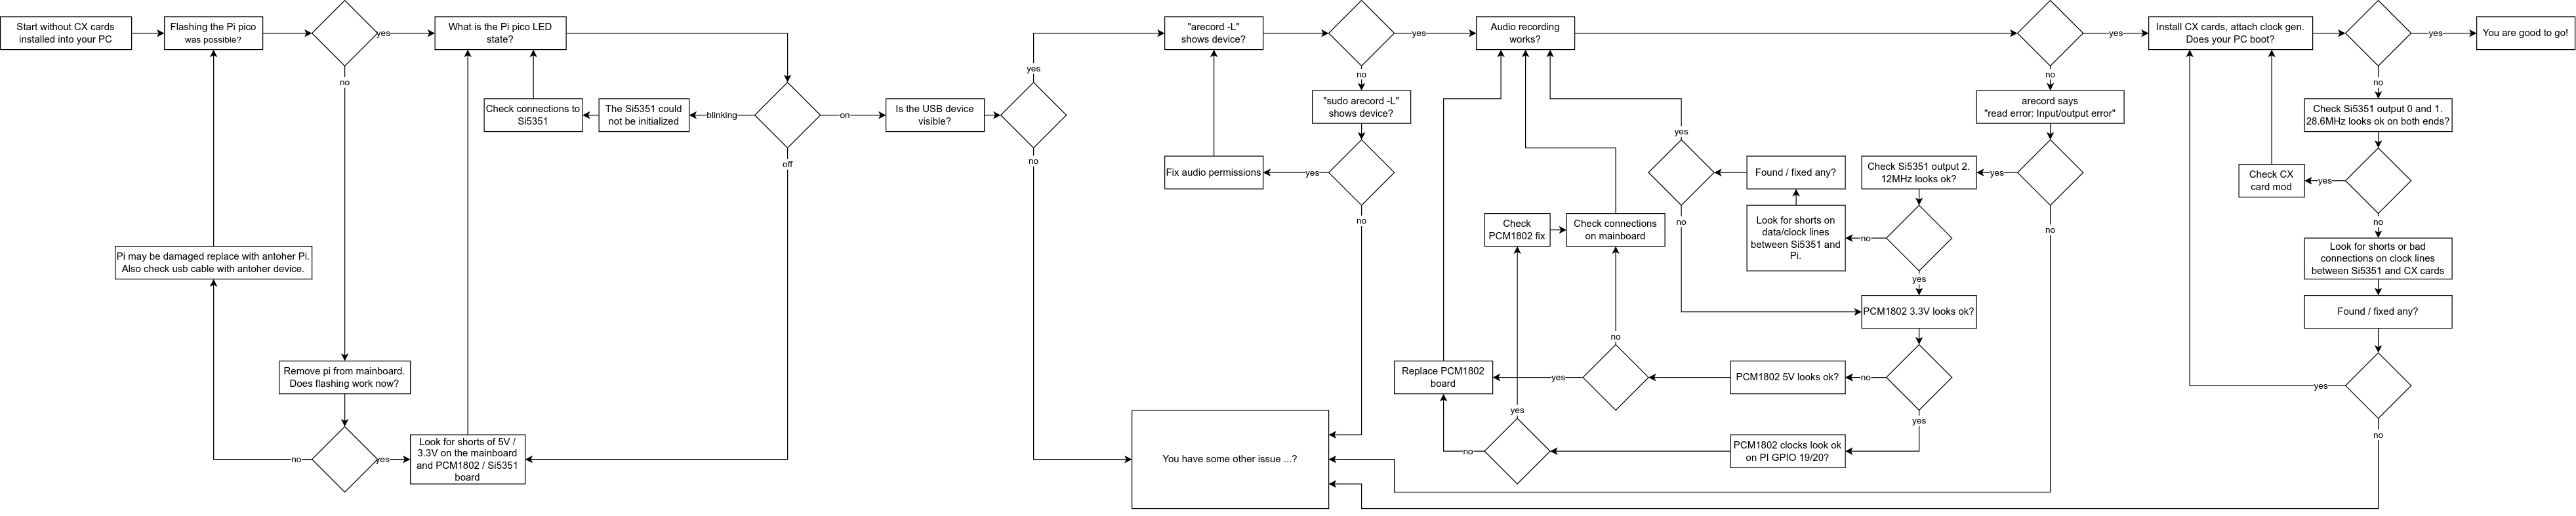 Start without CX cards
installed into your PC
Flashing the Pi pico
was possible?
yes
no
What is the Pi pico LED
state?
Check connections to
Si5351
The Si5351 could
not be initialized
blinking
on
off
Is the USB device
visible?
yes
no
Pi may be damaged replace with antoher Pi.
Also check usb cable with antoher device.
Remove pi from mainboard.
Does flashing work now?
no
yes
Look for shorts of 5V /
3.3V on the mainboard
and PCM1802 / Si5351
board
"arecord -L"
shows device?
yes
no
"sudo arecord -L"
shows device?
Fix audio permissions
yes
no
You have some other issue ...?
Audio recording
works?
yes
no
arecord says
"read error: Input/output error"
yes
no
Check Si5351 output 2.
12MHz looks ok?
no
yes
Look for shorts on
data/clock lines
between Si5351 and
Pi.
Found / fixed any?
yes
no
PCM1802 3.3V looks ok?
no
yes
PCM1802 5V looks ok?
yes
no
Replace PCM1802
board
Check
PCM1802 fix
Check connections
on mainboard
PCM1802 clocks look ok
on PI GPIO 19/20?
yes
no
Install CX cards, attach clock gen.
Does your PC boot?
yes
no
You are good to go!
Check Si5351 output 0 and 1.
28.6MHz looks ok on both ends?
Check CX
card mod
yes
no
Look for shorts or bad
connections on clock lines
between Si5351 and CX cards
Found / fixed any?
yes
no